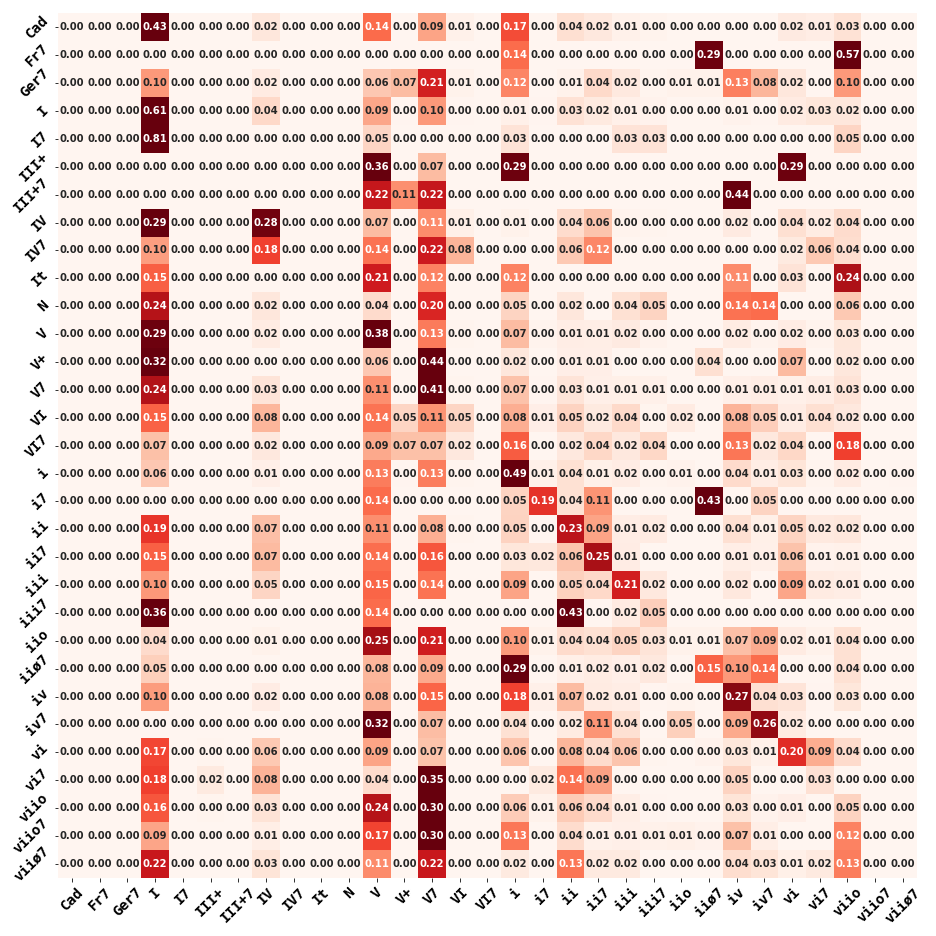 Cad 0.00 0.00 0.00 0.43 0.00 0.00 0.00 0.02 0.00 0.00 0.00 0.14 0.00 0.09 0.01 0.00 0.17 0.00 0.04 0.02 0.01 0.00 0.00 0.00 0.00 0.00 0.02 0.01 0.03 0.00 0.00
Fr7 0.00 0.00 0.00 0.00 0.00 0.00 0.00 0.00 0.00 0.00 0.00 0.00 0.00 0.00 0.00 0.00 0.14 0.00 0.00 0.00 0.00 0.00 0.00 0.29 0.00 0.00 0.00 0.00 0.57 0.00 0.00
Ger7 0.00 0.00 0.00 0.10 0.00 0.00 0.00 0.02 0.00 0.00 0.00 0.06 0.07 0.21 0.01 0.00 0.12 0.00 0.01 0.04 0.02 0.00 0.01 0.01 0.13 0.08 0.02 0.00 0.10 0.00 0.00
I 0.00 0.00 0.00 0.61 0.00 0.00 0.00 0.04 0.00 0.00 0.00 0.09 0.00 0.10 0.00 0.00 0.01 0.00 0.03 0.02 0.01 0.00 0.00 0.00 0.01 0.00 0.02 0.03 0.02 0.00 0.00
I7 0.00 0.00 0.00 0.81 0.00 0.00 0.00 0.00 0.00 0.00 0.00 0.05 0.00 0.00 0.00 0.00 0.03 0.00 0.00 0.00 0.03 0.03 0.00 0.00 0.00 0.00 0.00 0.00 0.05 0.00 0.00
III+ 0.00 0.00 0.00 0.00 0.00 0.00 0.00 0.00 0.00 0.00 0.00 0.36 0.00 0.07 0.00 0.00 0.29 0.00 0.00 0.00 0.00 0.00 0.00 0.00 0.00 0.00 0.29 0.00 0.00 0.00 0.00
III+7 0.00 0.00 0.00 0.00 0.00 0.00 0.00 0.00 0.00 0.00 0.00 0.22 0.11 0.22 0.00 0.00 0.00 0.00 0.00 0.00 0.00 0.00 0.00 0.00 0.44 0.00 0.00 0.00 0.00 0.00 0.00
IV 0.00 0.00 0.00 0.29 0.00 0.00 0.00 0.28 0.00 0.00 0.00 0.07 0.00 0.11 0.01 0.00 0.01 0.00 0.04 0.06 0.00 0.00 0.00 0.00 0.02 0.00 0.04 0.02 0.04 0.00 0.00
IV7 0.00 0.00 0.00 0.10 0.00 0.00 0.00 0.18 0.00 0.00 0.00 0.14 0.00 0.22 0.08 0.00 0.00 0.00 0.06 0.12 0.00 0.00 0.00 0.00 0.00 0.00 0.02 0.06 0.04 0.00 0.00
It 0.00 0.00 0.00 0.15 0.00 0.00 0.00 0.00 0.00 0.00 0.00 0.21 0.00 0.12 0.00 0.00 0.12 0.00 0.00 0.00 0.00 0.00 0.00 0.00 0.11 0.00 0.03 0.00 0.24 0.00 0.00
N 0.00 0.00 0.00 0.24 0.00 0.00 0.00 0.02 0.00 0.00 0.00 0.04 0.00 0.20 0.00 0.00 0.05 0.00 0.02 0.00 0.04 0.05 0.00 0.00 0.14 0.14 0.00 0.00 0.06 0.00 0.00
V 0.00 0.00 0.00 0.29 0.00 0.00 0.00 0.02 0.00 0.00 0.00 0.38 0.00 0.13 0.00 0.00 0.07 0.00 0.01 0.01 0.02 0.00 0.00 0.00 0.02 0.00 0.02 0.00 0.03 0.00 0.00
V+ 0.00 0.00 0.00 0.32 0.00 0.00 0.00 0.00 0.00 0.00 0.00 0.06 0.00 0.44 0.00 0.00 0.02 0.00 0.01 0.01 0.00 0.00 0.00 0.04 0.00 0.00 0.07 0.00 0.02 0.00 0.00
V7 0.00 0.00 0.00 0.24 0.00 0.00 0.00 0.03 0.00 0.00 0.00 0.11 0.00 0.41 0.00 0.00 0.07 0.00 0.03 0.01 0.01 0.01 0.00 0.00 0.01 0.01 0.01 0.01 0.03 0.00 0.00
VI 0.00 0.00 0.00 0.15 0.00 0.00 0.00 0.08 0.00 0.00 0.00 0.14 0.05 0.11 0.05 0.00 0.08 0.01 0.05 0.02 0.04 0.00 0.02 0.00 0.08 0.05 0.01 0.04 0.02 0.00 0.00
VI7 0.00 0.00 0.00 0.07 0.00 0.00 0.00 0.02 0.00 0.00 0.00 0.09 0.07 0.07 0.02 0.00 0.16 0.00 0.02 0.04 0.02 0.04 0.00 0.00 0.13 0.02 0.04 0.00 0.18 0.00 0.00
i 0.00 0.00 0.00 0.06 0.00 0.00 0.00 0.01 0.00 0.00 0.00 0.13 0.00 0.13 0.00 0.00 0.49 0.01 0.04 0.01 0.02 0.00 0.01 0.00 0.04 0.01 0.03 0.00 0.02 0.00 0.00
i7 0.00 0.00 0.00 0.00 0.00 0.00 0.00 0.00 0.00 0.00 0.00 0.14 0.00 0.00 0.00 0.00 0.05 0.19 0.04 0.11 0.00 0.00 0.00 0.43 0.00 0.05 0.00 0.00 0.00 0.00 0.00
ii 0.00 0.00 0.00 0.19 0.00 0.00 0.00 0.07 0.00 0.00 0.00 0.11 0.00 0.08 0.00 0.00 0.05 0.00 0.23 0.09 0.01 0.02 0.00 0.00 0.04 0.01 0.05 0.02 0.02 0.00 0.00
ii7 0.00 0.00 0.00 0.15 0.00 0.00 0.00 0.07 0.00 0.00 0.00 0.14 0.00 0.16 0.00 0.00 0.03 0.02 0.06 0.25 0.01 0.00 0.00 0.00 0.01 0.01 0.06 0.01 0.01 0.00 0.00
iii 0.00 0.00 0.00 0.10 0.00 0.00 0.00 0.05 0.00 0.00 0.00 0.15 0.00 0.14 0.00 0.00 0.09 0.00 0.05 0.04 0.21 0.02 0.00 0.00 0.02 0.00 0.09 0.02 0.01 0.00 0.00
iii7 0.00 0.00 0.00 0.36 0.00 0.00 0.00 0.00 0.00 0.00 0.00 0.14 0.00 0.00 0.00 0.00 0.00 0.00 0.43 0.00 0.02 0.05 0.00 0.00 0.00 0.00 0.00 0.00 0.00 0.00 0.00
iio 0.00 0.00 0.00 0.04 0.00 0.00 0.00 0.01 0.00 0.00 0.00 0.25 0.00 0.21 0.00 0.00 0.10 0.01 0.04 0.04 0.05 0.03 0.01 0.01 0.07 0.09 0.02 0.01 0.04 0.00 0.00
iiø7 0.00 0.00 0.00 0.05 0.00 0.00 0.00 0.00 0.00 0.00 0.00 0.08 0.00 0.09 0.00 0.00 0.29 0.00 0.01 0.02 0.01 0.02 0.00 0.15 0.10 0.14 0.00 0.00 0.04 0.00 0.00
iv 0.00 0.00 0.00 0.10 0.00 0.00 0.00 0.02 0.00 0.00 0.00 0.08 0.00 0.15 0.00 0.00 0.18 0.01 0.07 0.02 0.01 0.00 0.00 0.00 0.27 0.04 0.03 0.00 0.03 0.00 0.00
iv7 0.00 0.00 0.00 0.00 0.00 0.00 0.00 0.00 0.00 0.00 0.00 0.32 0.00 0.07 0.00 0.00 0.04 0.00 0.02 0.11 0.04 0.00 0.05 0.00 0.09 0.26 0.02 0.00 0.00 0.00 0.00
vi 0.00 0.00 0.00 0.17 0.00 0.00 0.00 0.06 0.00 0.00 0.00 0.09 0.00 0.07 0.00 0.00 0.06 0.00 0.08 0.04 0.06 0.00 0.00 0.00 0.03 0.01 0.20 0.09 0.04 0.00 0.00
vi7 0.00 0.00 0.00 0.18 0.00 0.02 0.00 0.08 0.00 0.00 0.00 0.04 0.00 0.35 0.00 0.00 0.00 0.02 0.14 0.09 0.00 0.00 0.00 0.00 0.05 0.00 0.00 0.03 0.00 0.00 0.00
viio 0.00 0.00 0.00 0.16 0.00 0.00 0.00 0.03 0.00 0.00 0.00 0.24 0.00 0.30 0.00 0.00 0.06 0.01 0.06 0.04 0.01 0.00 0.00 0.00 0.03 0.00 0.01 0.00 0.05 0.00 0.00
viio7 0.00 0.00 0.00 0.09 0.00 0.00 0.00 0.01 0.00 0.00 0.00 0.17 0.00 0.30 0.00 0.00 0.13 0.00 0.04 0.01 0.01 0.01 0.01 0.00 0.07 0.01 0.00 0.00 0.12 0.00 0.00
viiø7 0.00 0.00 0.00 0.22 0.00 0.00 0.00 0.03 0.00 0.00 0.00 0.11 0.00 0.22 0.00 0.00 0.02 0.00 0.13 0.02 0.02 0.00 0.00 0.00 0.04 0.03 0.01 0.02 0.13 0.00 0.00
Cad Fr7 Ger7 I I7 III+ III+7 IV IV7 It N V V+ V7 VI VI7 i i7 ii ii7 iii iii7 iio iiø7 iv iv7 vi vi7 viio viio7 viiø7